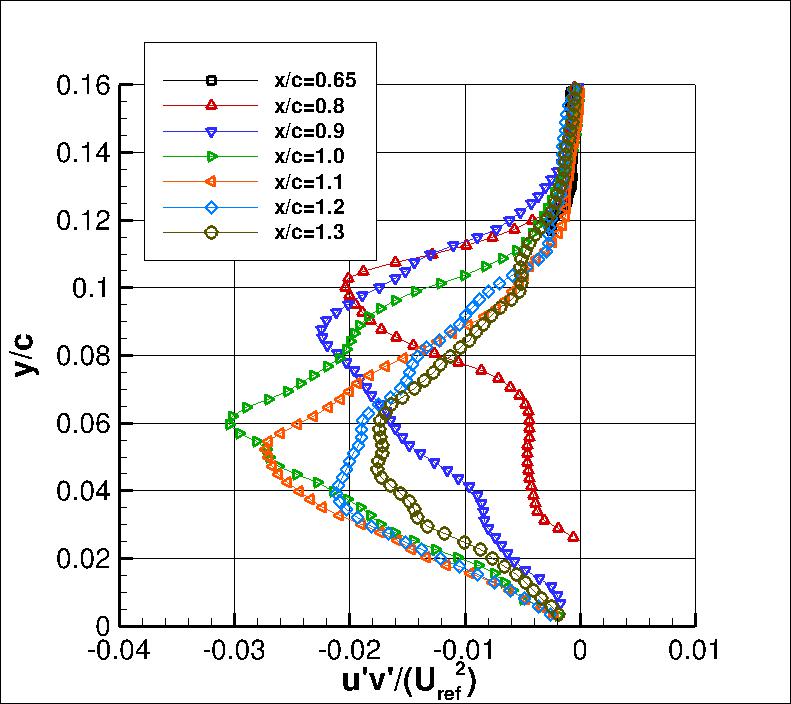 x/c=0.65
x/c=0.8
x/c=0.9
x/c=1.0
x/c=1.1
x/c=1.2
x/c=1.3
0.16
0.14
0.12
0.1
0.08
0.06
0.04
0.02
0
y/c
-0.04 -0.03 -0.02 -0.01 0 0.01
u'v'/(U_ref^2)